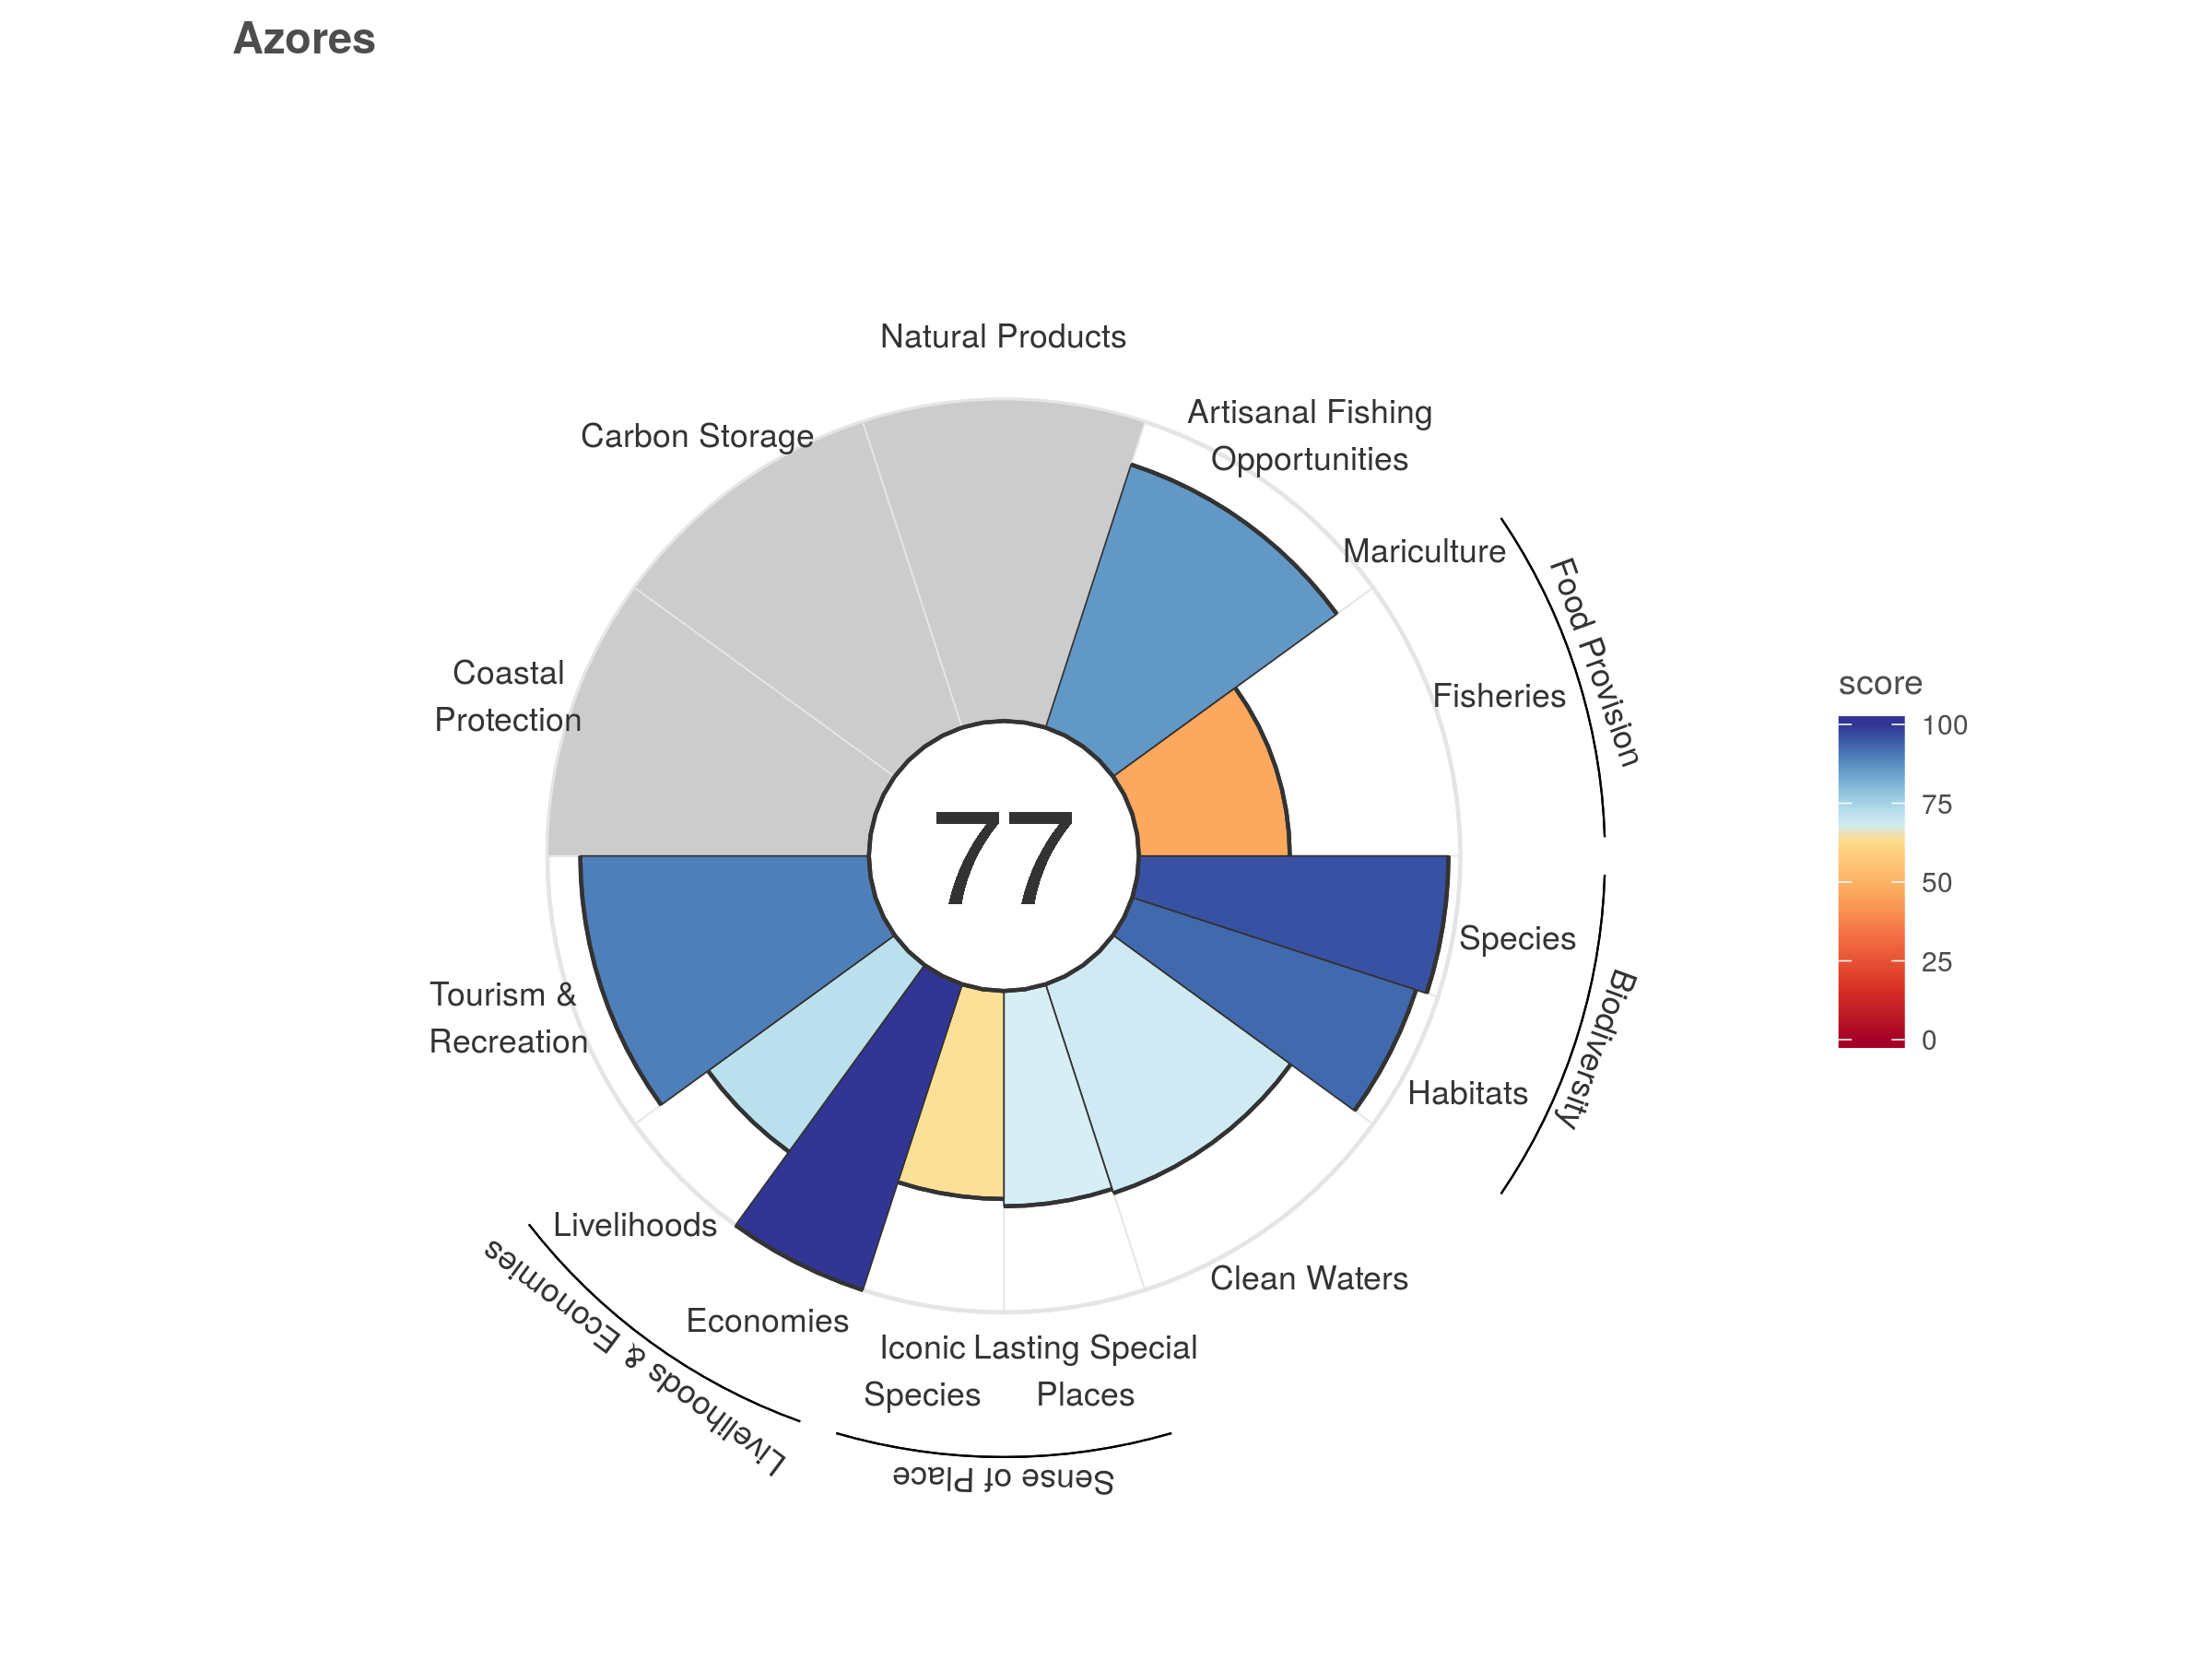 Azores
Natural Products
Artisanal Fishing
Opportunities
Carbon Storage
Mariculture
Food Provision
Fisheries
Coastal
Protection
score
100
75
50
25
0
77
Species
Biodiversity
Habitats
Tourism &
Recreation
Livelihoods
Clean Waters
Economies
Livelihoods & Economies
Iconic
Species
Lasting Special
Places
Sense of Place